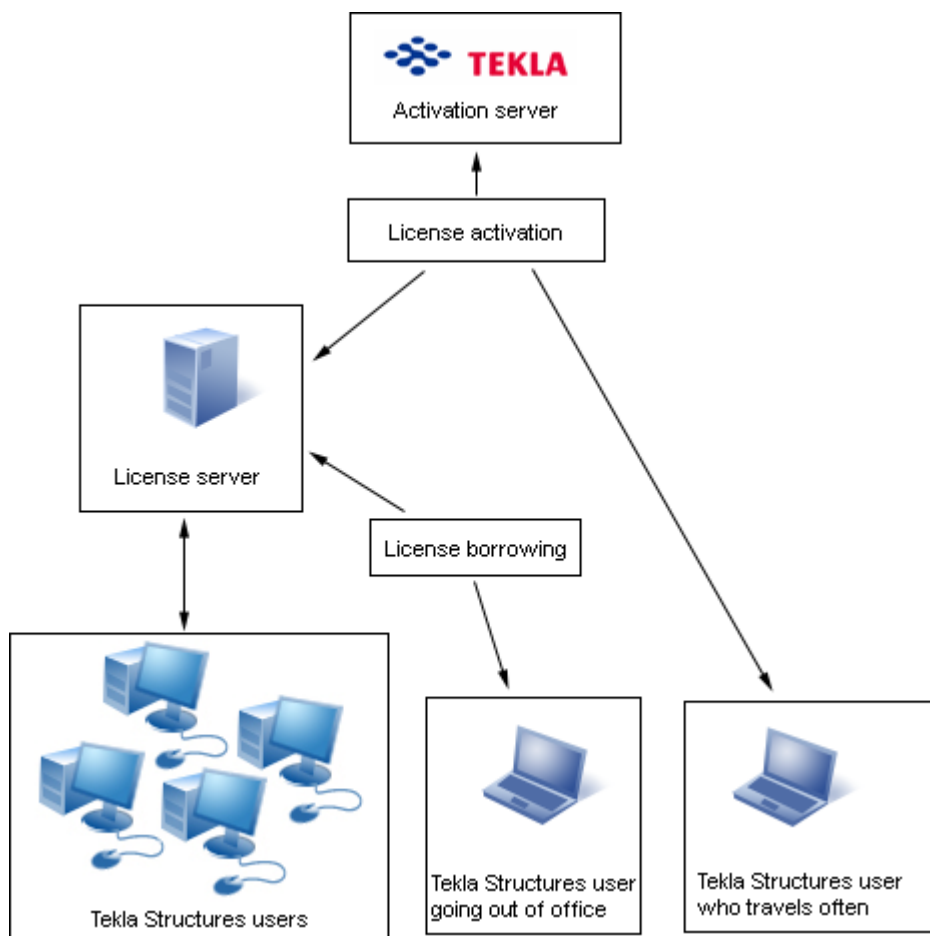 TEKLA
Activation server
License activation
License server
License borrowing
Tekla Structures users
Tekla Structures user
going out of office
Tekla Structures user
who travels often